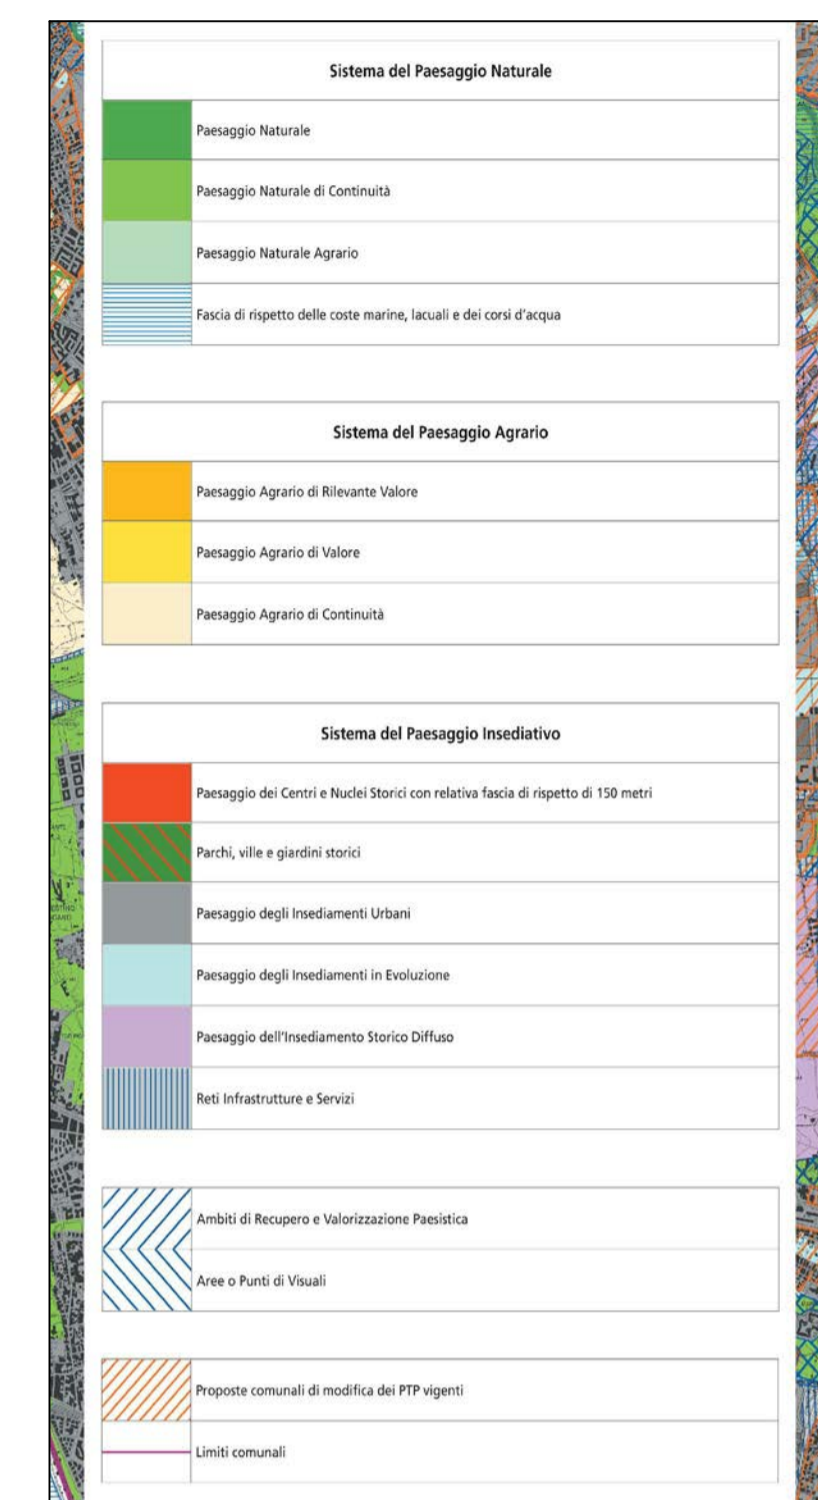 Sistema del Paesaggio Naturale
Paesaggio Naturale
Paesaggio Naturale di Continuità
Paesaggio Naturale Agrario
Fascia di rispetto delle coste marine, lacuali e dei corsi d'acqua
Sistema del Paesaggio Agrario
Paesaggio Agrario di Rilevante Valore
Paesaggio Agrario di Valore
Paesaggio Agrario di Continuità
Sistema del Paesaggio Insediativo
Paesaggio dei Centri e Nuclei Storici con relativa fascia di rispetto di 150 metri
Parchi, ville e giardini storici
Paesaggio degli Insediamenti Urbani
Paesaggio degli Insediamenti in Evoluzione
Paesaggio dell'Insediamento Storico Diffuso
Reti Infrastrutture e Servizi
Ambiti di Recupero e Valorizzazione Paesistica
Aree o Punti di Visuali
Proposte comunali di modifica dei PTP vigenti
Limiti comunali